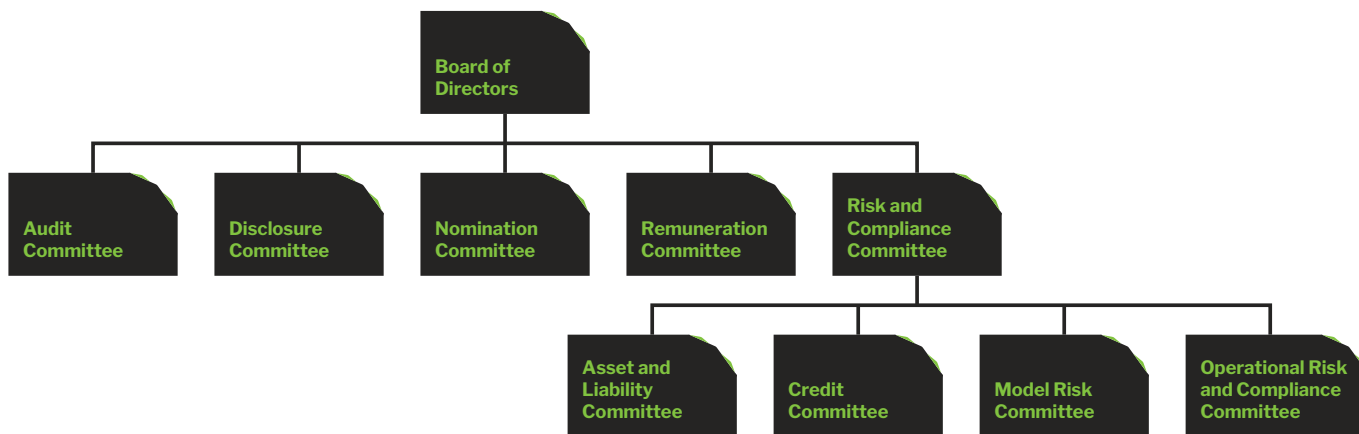 Board of
Directors
Audit
Committee
Disclosure
Committee
Nomination
Committee
Remuneration
Committee
Risk and
Compliance
Committee
Asset and
Liability
Committee
Credit
Committee
Model Risk
Committee
Operational Risk
and Compliance
Committee